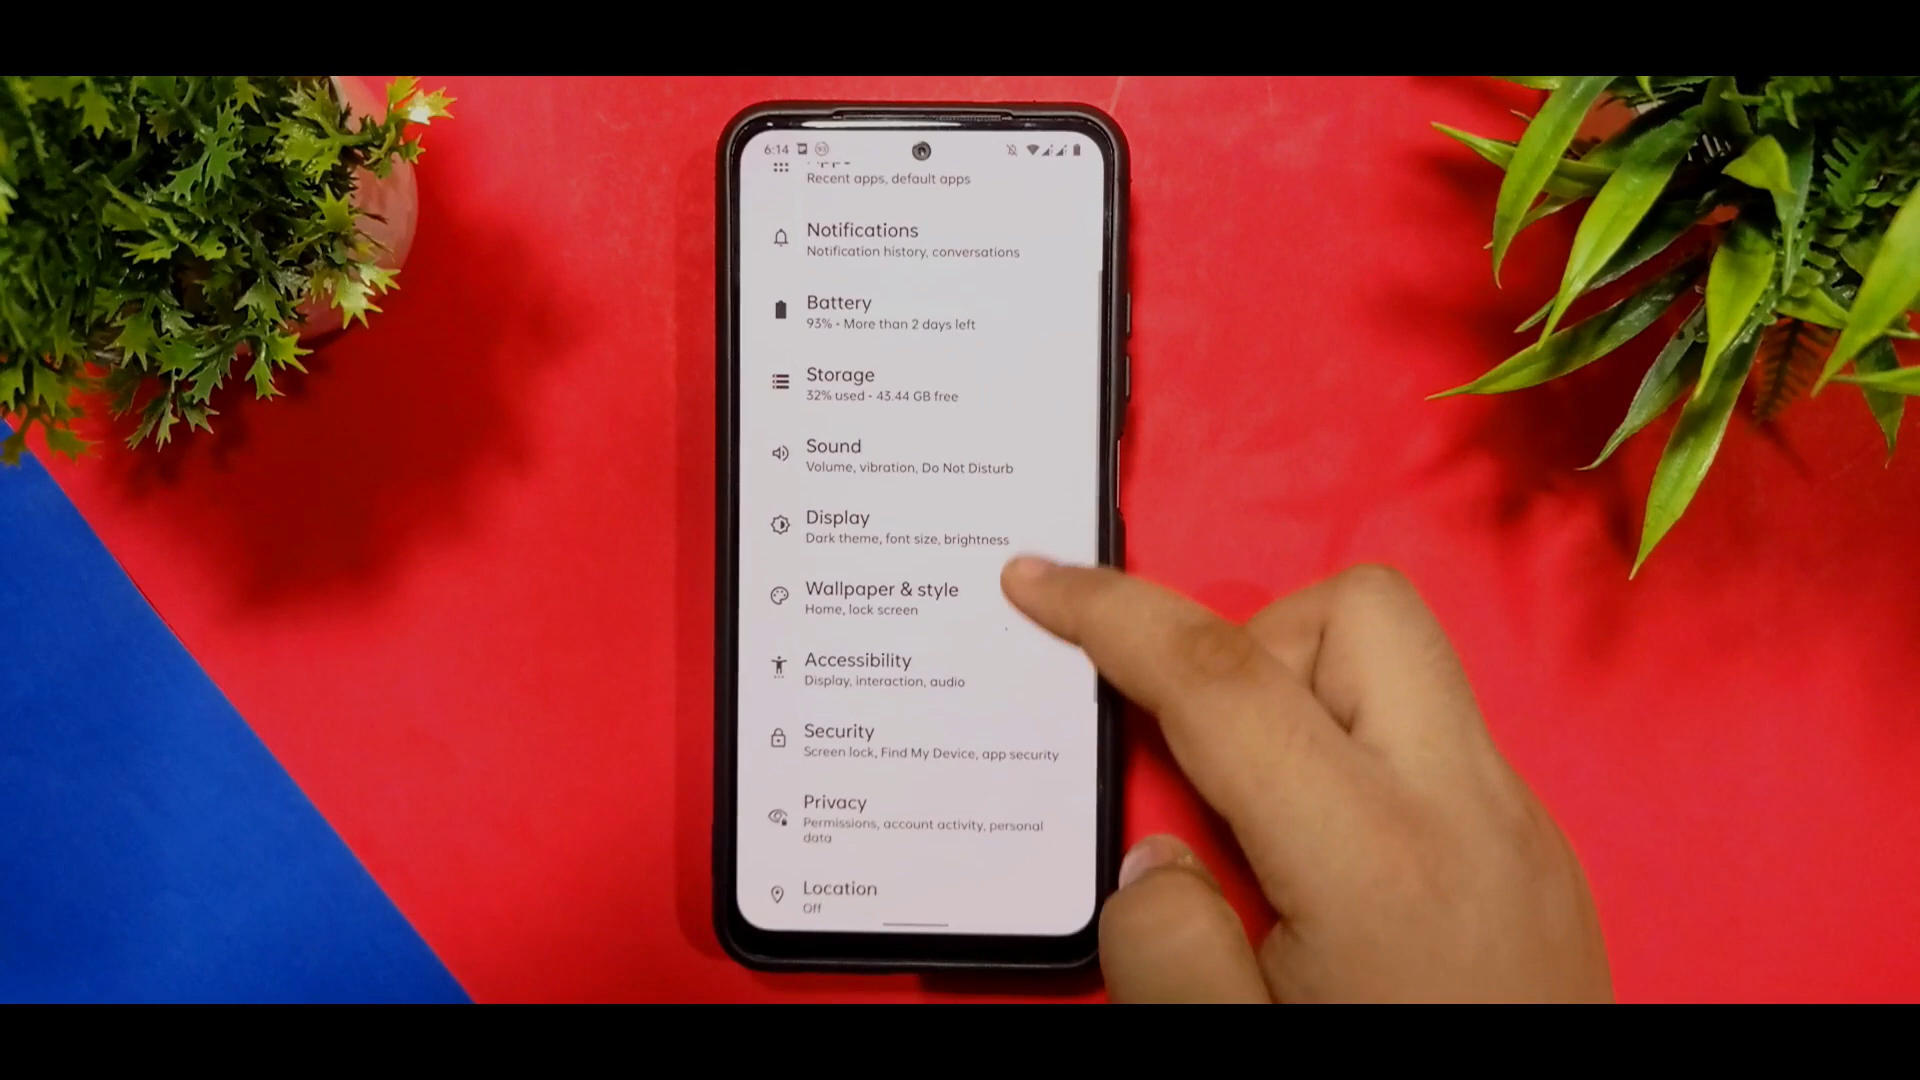 6:14
Recent apps, default apps
Notifications
Notification history, conversations
Battery
93% - More than 2 days left
Storage
32% used - 43.44 GB free
Sound
Volume, vibration, Do Not Disturb
Display
Dark theme, font size, brightness
Wallpaper & style
Home, lock screen
Accessibility
Display, interaction, audio
Security
Screen lock, Find My Device, app security
Privacy
Permissions, account activity, personal
data
Location
Off